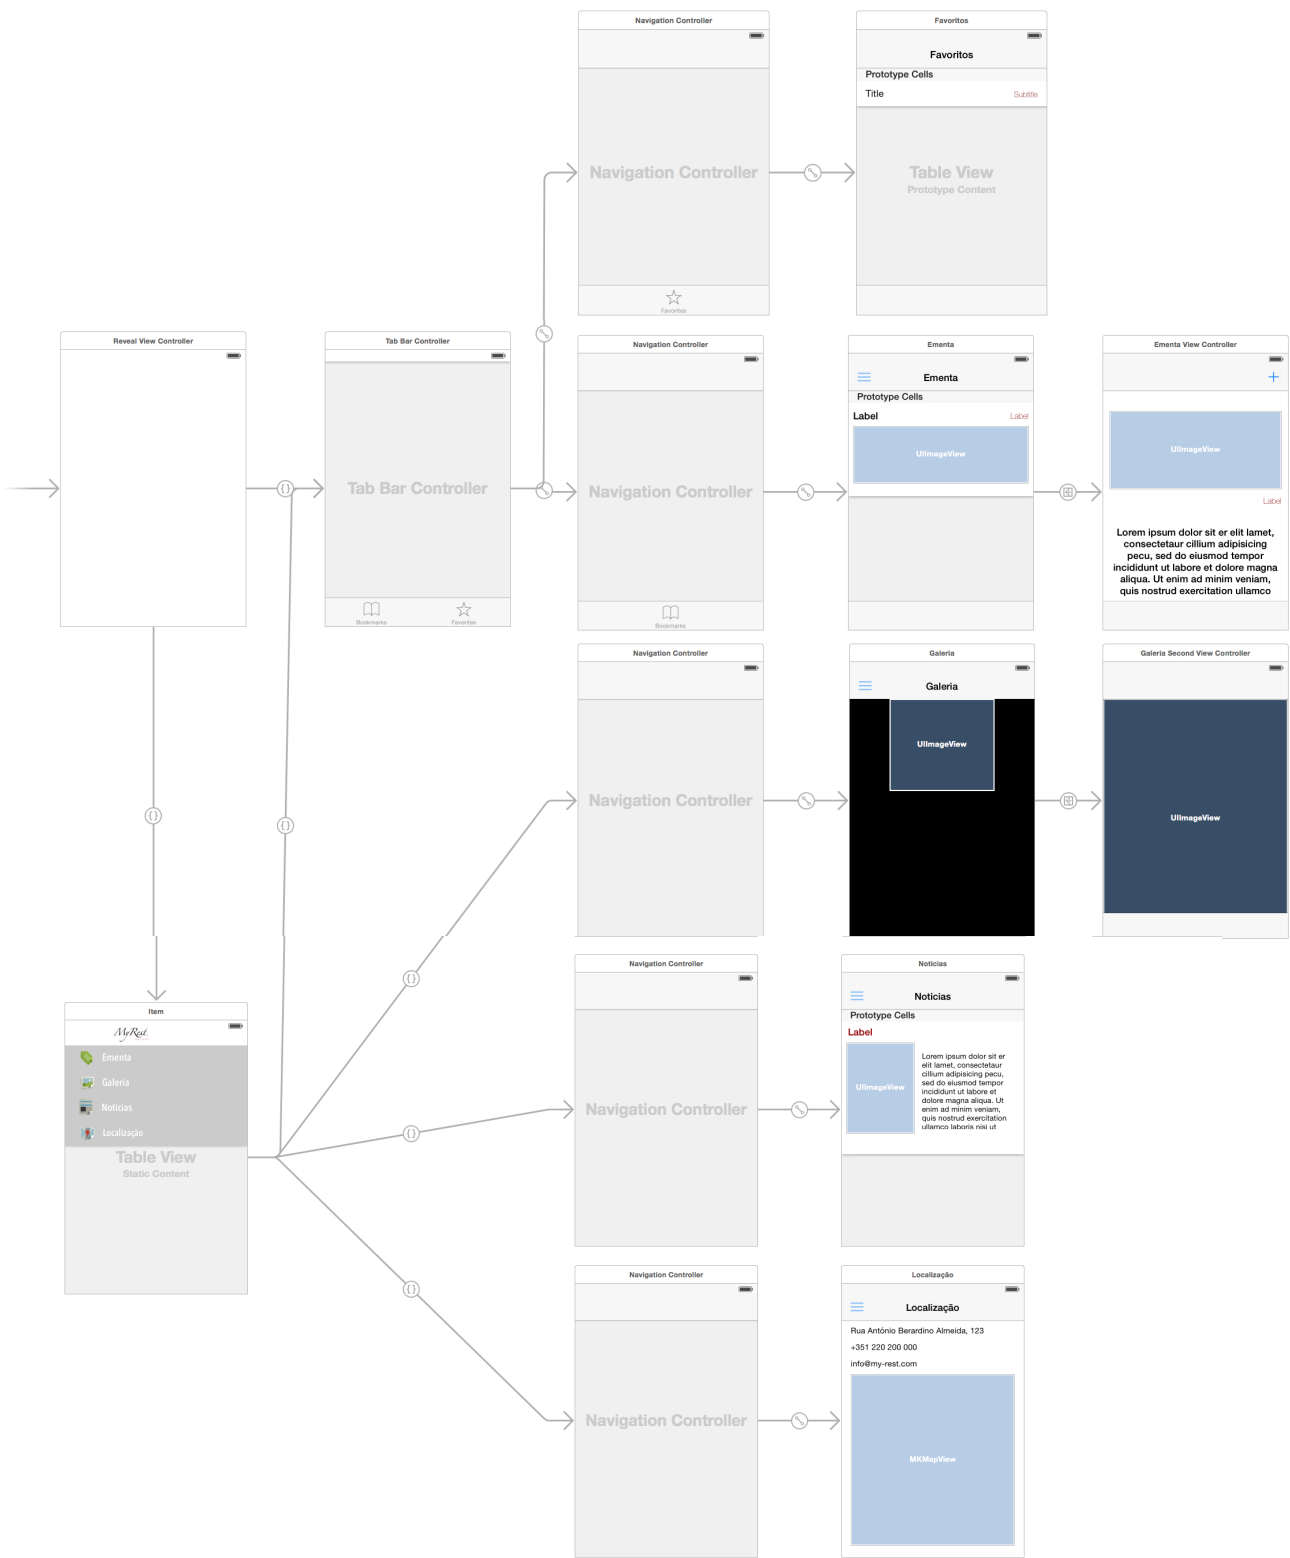 Navigation Controller
Navigation Controller
Favorites
Favoritos
Favoritos
Prototype Cells
Title
Subtitle
Table View
Prototype Content
Reveal View Controller
Tab Bar Controller
Tab Bar Controller
Bookmarks
Favorites
Navigation Controller
Navigation Controller
Bookmarks
Ementa
Ementa
Prototype Cells
Label
Label
UIImageView
Ementa View Controller
+
UIImageView
Label
Lorem ipsum dolor sit er elit lamet,
consectetaur cillium adipisicing
pecu, sed do eiusmod tempor
incididunt ut labore et dolore magna
aliqua. Ut enim ad minim veniam,
quis nostrud exercitation ullamco
Navigation Controller
Navigation Controller
Galeria
Galeria
UIImageView
Galeria Second View Controller
UIImageView
Item
MyRest
Ementa
Galeria
Noticias
Localização
Table View
Static Content
Navigation Controller
Navigation Controller
Noticias
Noticias
Prototype Cells
Label
UIImageView
Lorem ipsum dolor sit er
elit lamet, consectetaur
cillium adipisicing pecu,
sed do eiusmod tempor
incididunt ut labore et
dolore magna aliqua. Ut
enim ad minim veniam,
quis nostrud exercitation
ullamco laboris nisi ut
Navigation Controller
Navigation Controller
Localização
Localização
Rua António Berardino Almeida, 123
+351 220 200 000
info@my-rest.com
MKMapView